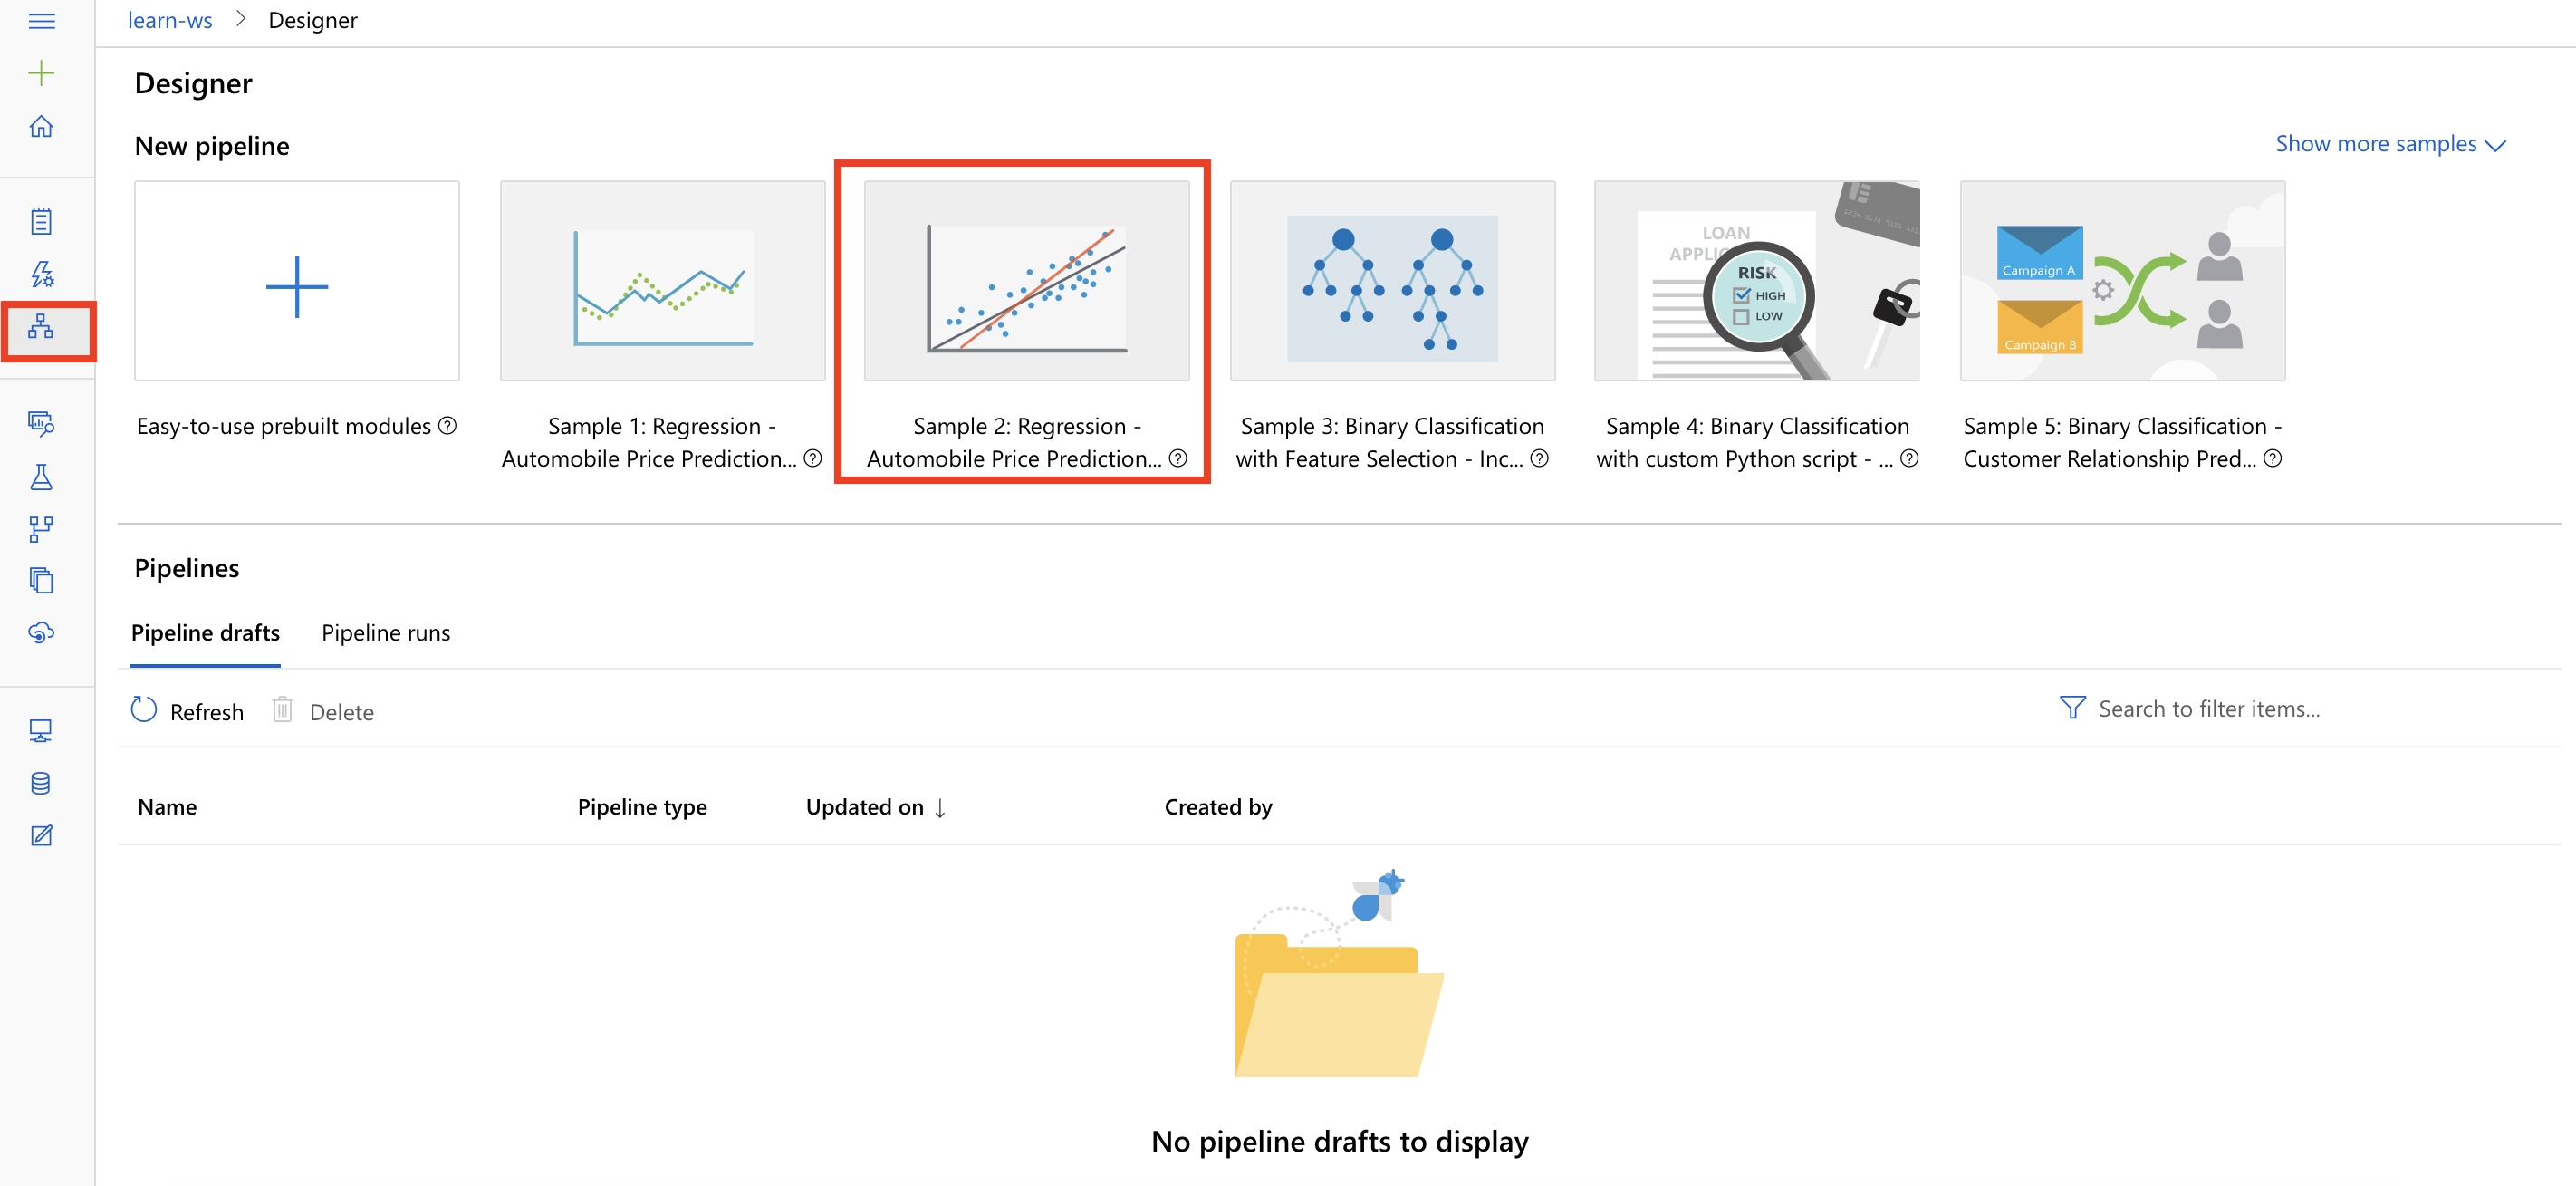 learn-ws > Designer
Designer
New pipeline
Show more samples
LOAN
APPLIC
RISK
HIGH
LOW
Campaign A
Campaign B
Easy-to-use prebuilt modules
Sample 1: Regression -
Automobile Price Prediction...
Sample 2: Regression -
Automobile Price Prediction...
Sample 3: Binary Classification
with Feature Selection - Inc...
Sample 4: Binary Classification
with custom Python script - ...
Sample 5: Binary Classification -
Customer Relationship Pred...
Pipelines
Pipeline drafts
Pipeline runs
Refresh
Delete
Search to filter items...
Name
Pipeline type
Updated on ↓
Created by
No pipeline drafts to display